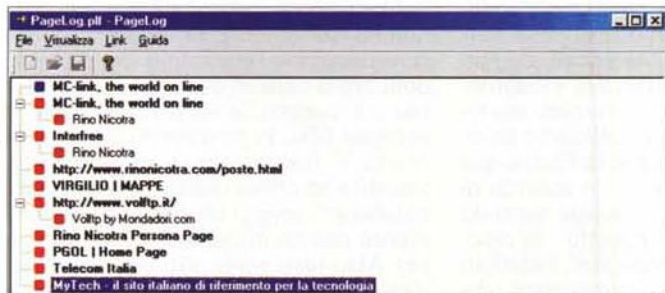 PageLog.plf - PageLog
File Visualizza Link Guida
MC-link, the world on line
MC-link, the world on line
Rino Nicotra
Interfree
Rino Nicotra
http://www.rinonicotra.com/poste.html
VIRGILIO | MAPPE
http://www.volftp.it/
Volftp by Mondadori.com
Rino Nicotra Persona Page
PGOL | Home Page
Telecom Italia
MyTech - il sito italiano di riferimento per la tecnologia